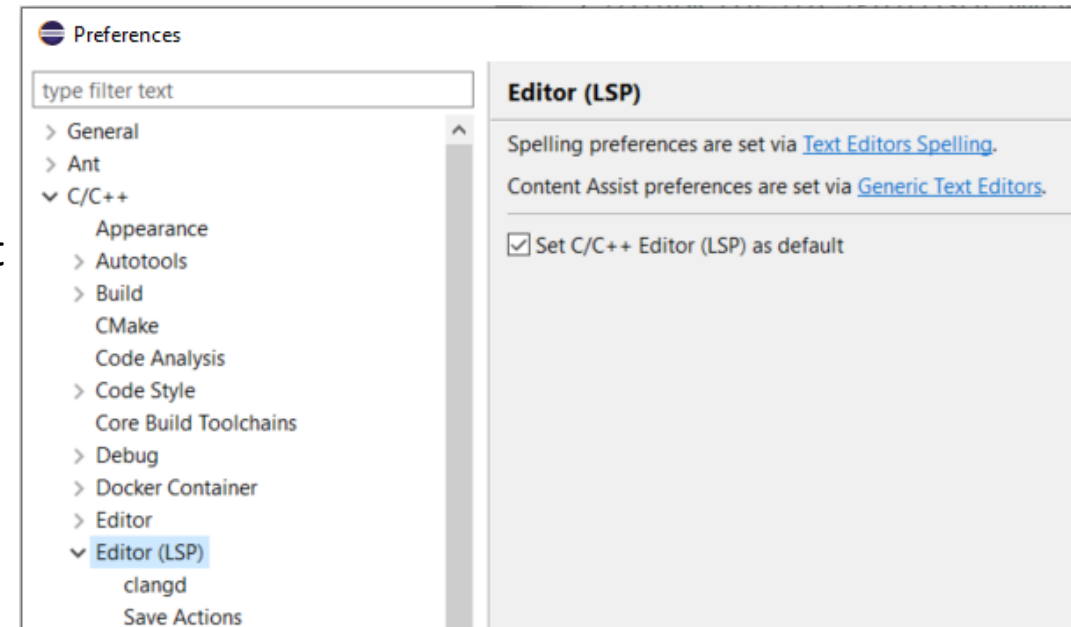 Preferences
type filter text
General
Ant
C/C++
Appearance
Autotools
Build
CMake
Code Analysis
Code Style
Core Build Toolchains
Debug
Docker Container
Editor
Editor (LSP)
clangd
Save Actions
Editor (LSP)
Spelling preferences are set via Text Editors Spelling.
Content Assist preferences are set via Generic Text Editors.
Set C/C++ Editor (LSP) as default